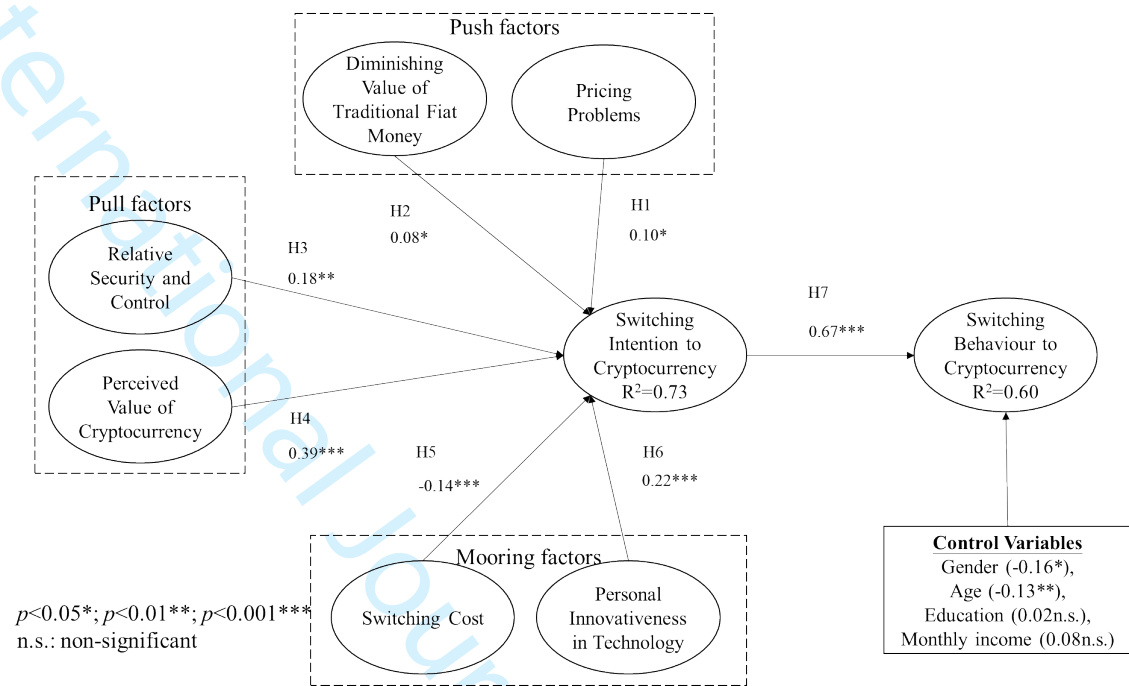 Push factors
Diminishing
Value of
Traditional Fiat
Money
Pricing
Problems
Pull factors
Relative
Security and
Control
Perceived
Value of
Cryptocurrency
H2
0.08*
H1
0.10*
H3
0.18**
H4
0.39***
H5
-0.14***
H6
0.22***
H7
0.67***
Switching
Intention to
Cryptocurrency
R²=0.73
Switching
Behaviour to
Cryptocurrency
R²=0.60
Mooring factors
Switching Cost
Personal
Innovativeness
in Technology
Control Variables
Gender (-0.16*),
Age (-0.13**),
Education (0.02n.s.),
Monthly income (0.08n.s.)
p<0.05*; p<0.01**; p<0.001***
n.s.: non-significant
ternational Jour